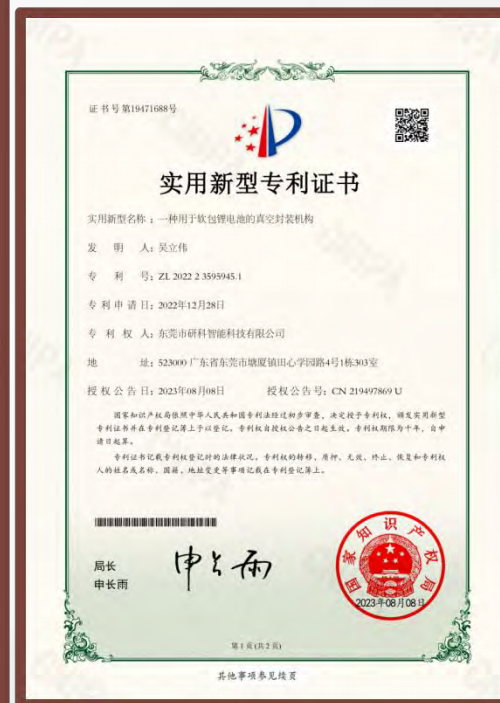 证书号第19471688号
实用新型专利证书
实用新型名称：一种用于软包锂电池的真空封装机构
发 明 人：吴立伟
专 利 号：ZL 2022 2 3595945.1
专利申请日：2022年12月28日
专 利 权 人：东莞市研科智能科技有限公司
地 址：523000 广东省东莞市塘厦镇田心学园路4号1栋303室
授权公告日：2023年08月08日 授权公告号：CN 219497869 U
国家知识产权局依照中华人民共和国专利法经过初步审查，决定授予专利权，颁发实用新型
专利证书并在专利登记簿上予以登记。专利权自授权公告之日起生效。专利权期限为十年，自申
请日起算。
专利证书记载专利权登记时的法律状况。专利权的转移、质押、无效、终止、恢复和专利权
人的姓名或名称、国籍、地址变更等事项记载在专利登记簿上。
局长
申长雨
申长雨
国家知识产权局
2023年08月08日
第1页(共2页)
其他事项参见续页